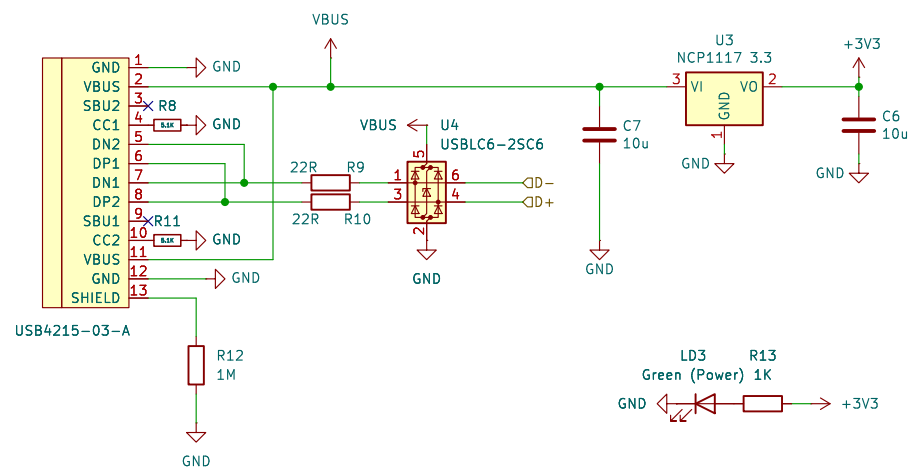 VBUS
GND 1 GND
VBUS 2
SBU2 3 R8
CC1 4 5.1K GND
DN2 5
DP1 6
DN1 7
DP2 8
SBU1 9 R11
CC2 10 5.1K GND
VBUS 11
GND 12 GND
SHIELD 13
USB4215-03-A
R12
1M
GND
22R R9
22R R10
VBUS U4
USBLC6-2SC6
5
1 6
3 4
2
GND
D-
D+
C7
10u
GND
U3
NCP1117 3.3
3 VI VO 2
GND
1
GND
+3V3
C6
10u
GND
LD3 R13
Green (Power) 1K
GND +3V3